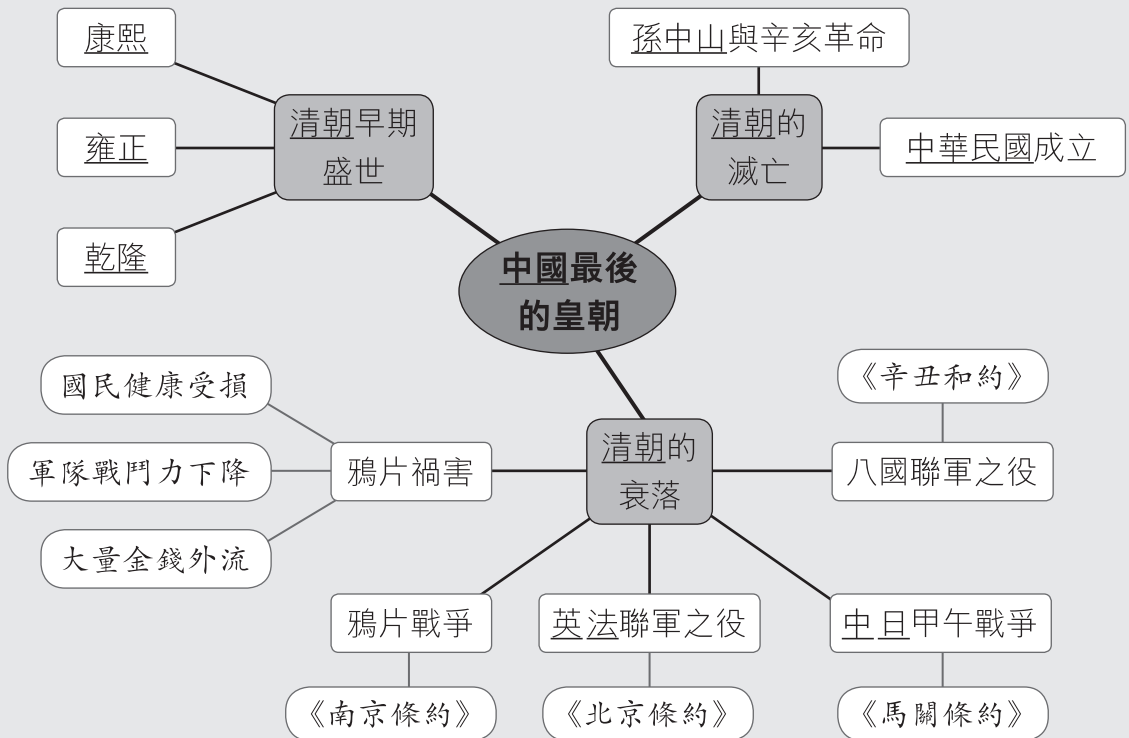 康熙
雍正
乾隆
清朝早期
盛世
孫中山與辛亥革命
清朝的
滅亡
中華民國成立
中國最後
的皇朝
國民健康受損
軍隊戰鬥力下降
大量金錢外流
鴉片禍害
清朝的
衰落
《辛丑和約》
八國聯軍之役
鴉片戰爭
《南京條約》
英法聯軍之役
《北京條約》
中日甲午戰爭
《馬關條約》